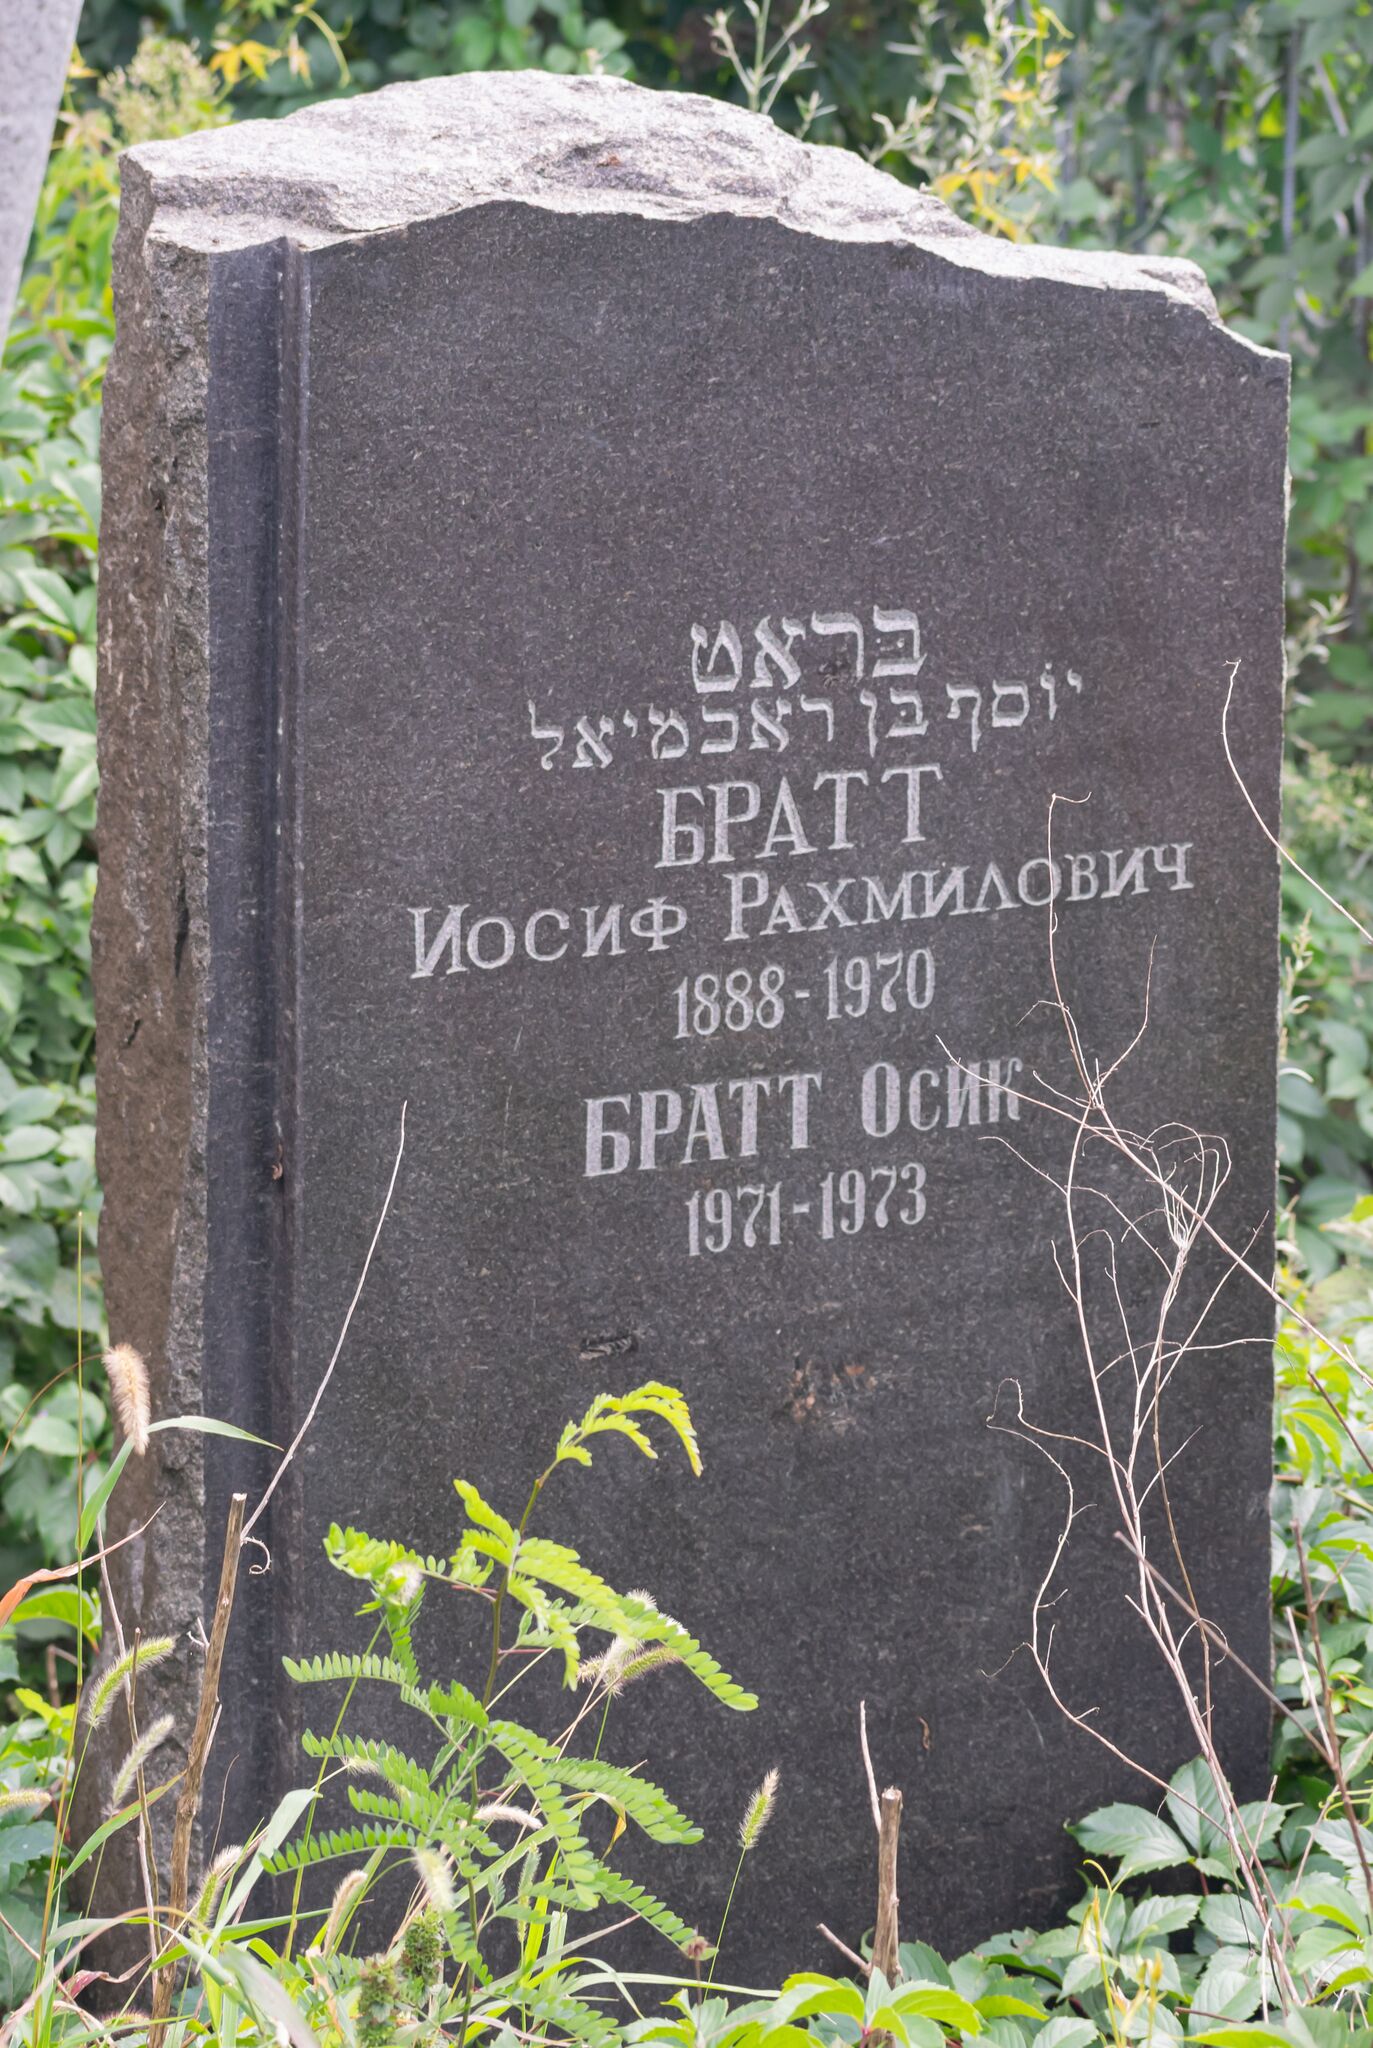 בראט
יוסף בן ראכמיאל
БРАТТ
ИОСИФ РАХМИЛОВИЧ
1888-1970
БРАТТ ОСИК
1971-1973